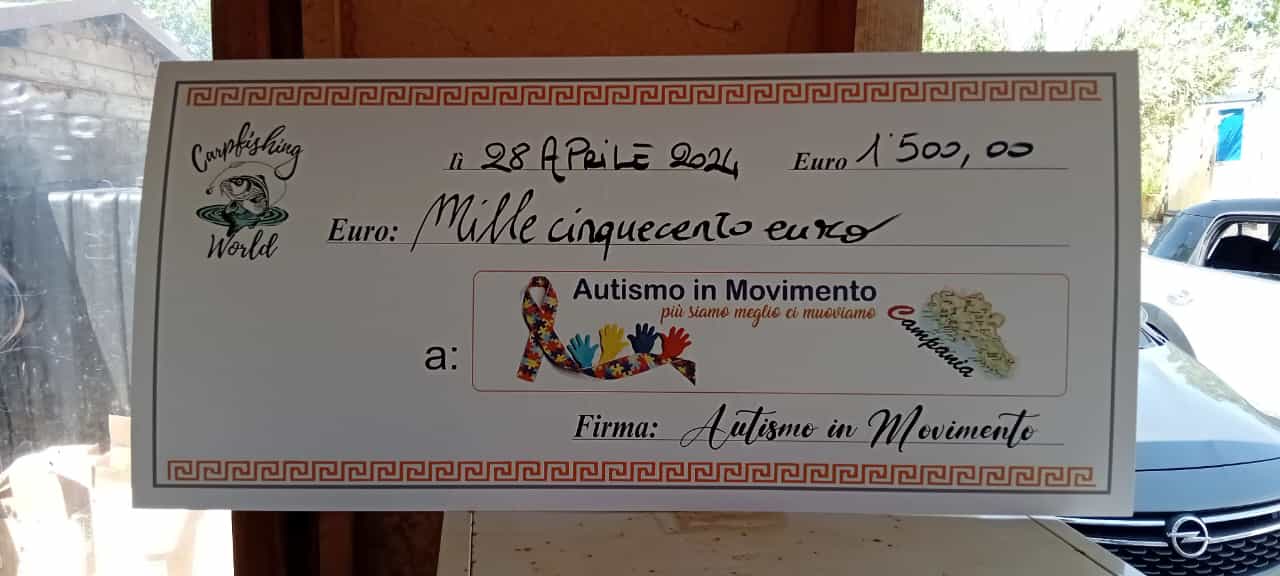 Carpfishing
World
lì 28 APRILE 2024 Euro 1'500,00
Euro: Mille cinquecento euro
a:
Autismo in Movimento
più siamo meglio ci muoviamo
Campania
Firma: Autismo in Movimento